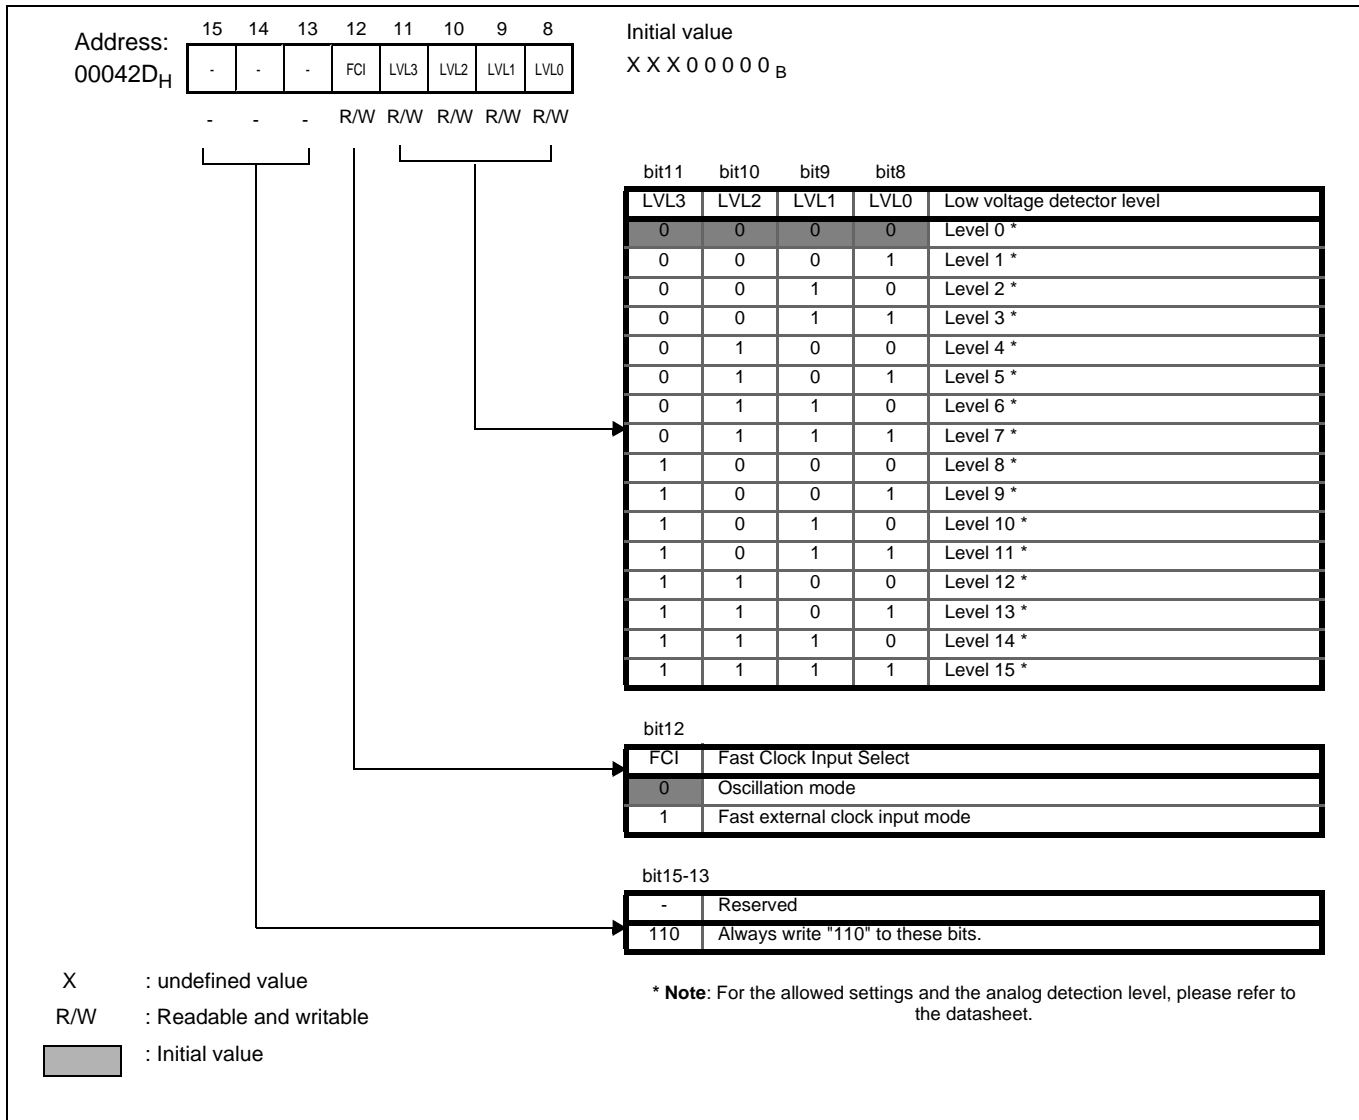 Address:
00042DH
15 14 13 12 11 10 9 8
- - - FCI LVL3 LVL2 LVL1 LVL0
- - - R/W R/W R/W R/W R/W
Initial value
X X X 0 0 0 0 0 B
bit11 bit10 bit9 bit8
LVL3 LVL2 LVL1 LVL0 Low voltage detector level
0 0 0 0 Level 0 *
0 0 0 1 Level 1 *
0 0 1 0 Level 2 *
0 0 1 1 Level 3 *
0 1 0 0 Level 4 *
0 1 0 1 Level 5 *
0 1 1 0 Level 6 *
0 1 1 1 Level 7 *
1 0 0 0 Level 8 *
1 0 0 1 Level 9 *
1 0 1 0 Level 10 *
1 0 1 1 Level 11 *
1 1 0 0 Level 12 *
1 1 0 1 Level 13 *
1 1 1 0 Level 14 *
1 1 1 1 Level 15 *
bit12
FCI Fast Clock Input Select
0 Oscillation mode
1 Fast external clock input mode
bit15-13
- Reserved
110 Always write "110" to these bits.
X : undefined value
R/W : Readable and writable
: Initial value
* Note: For the allowed settings and the analog detection level, please refer to
the datasheet.